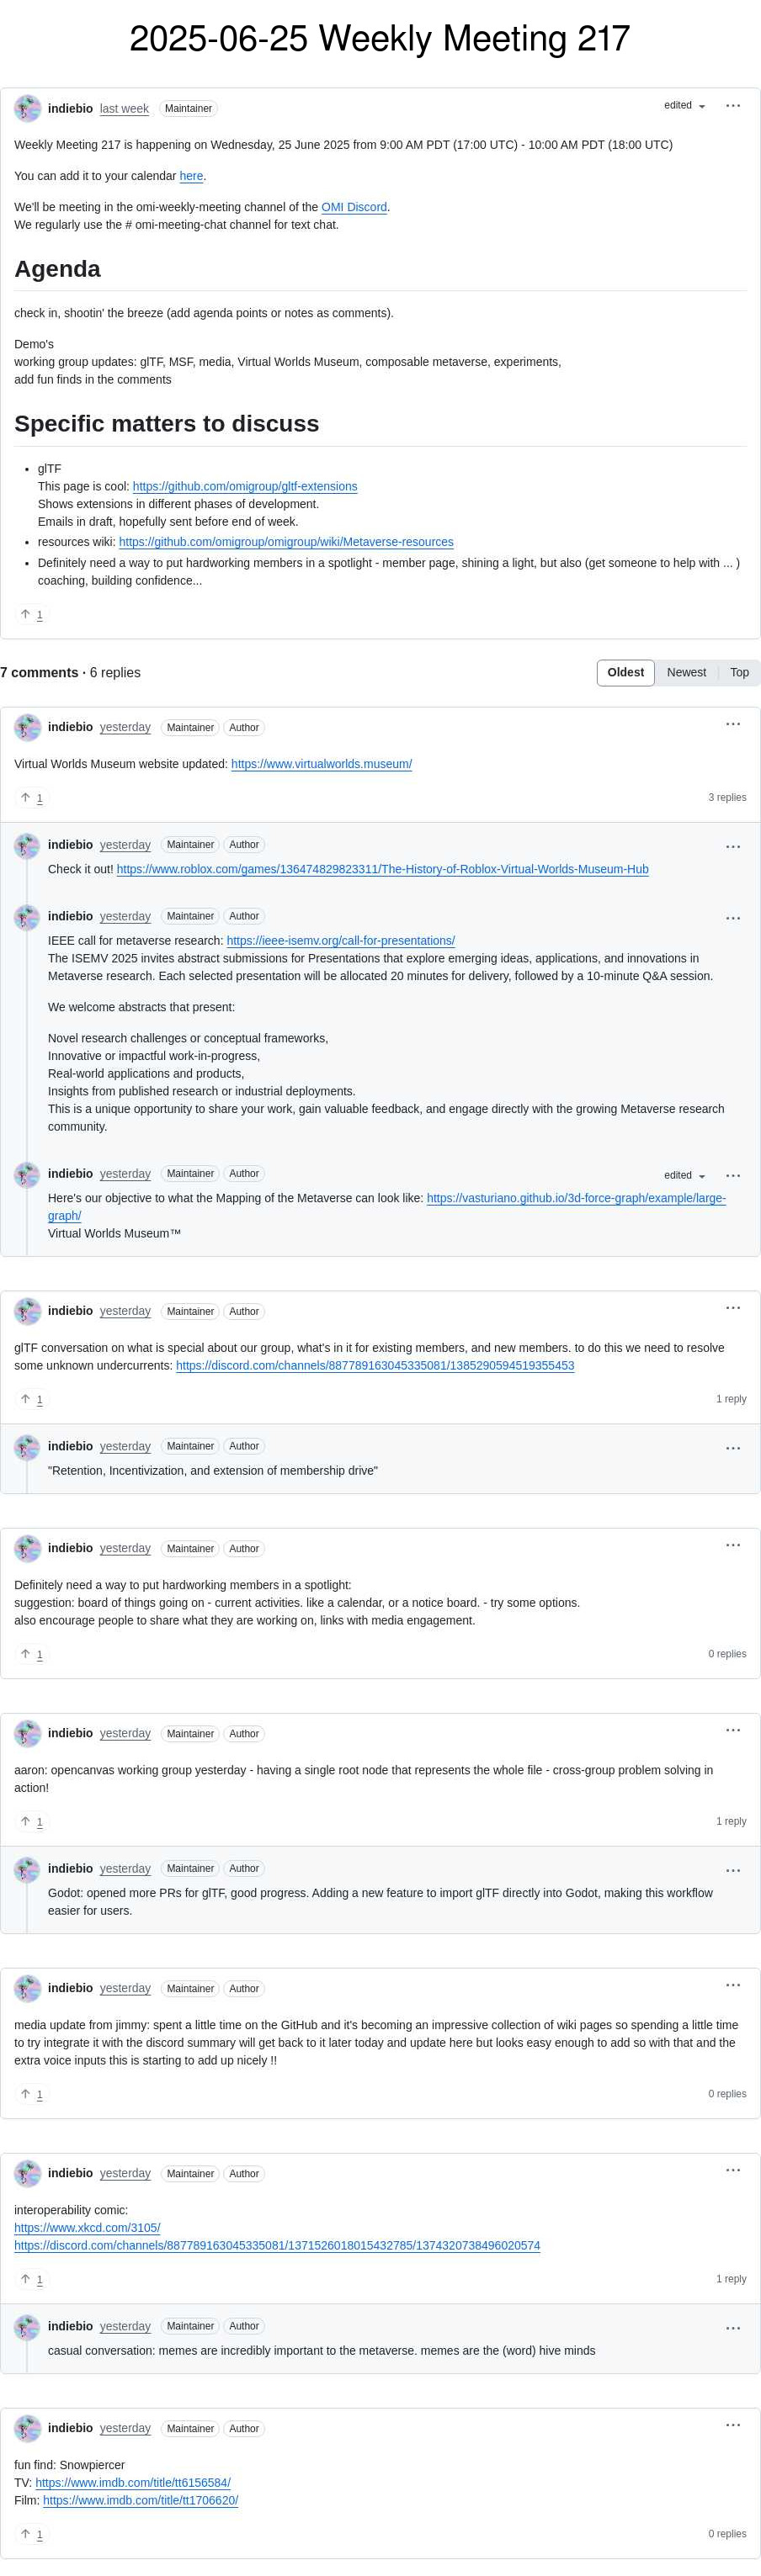 2025-06-25 Weekly Meeting 217
indiebio last week Maintainer edited
Weekly Meeting 217 is happening on Wednesday, 25 June 2025 from 9:00 AM PDT (17:00 UTC) - 10:00 AM PDT (18:00 UTC)
You can add it to your calendar here.
We'll be meeting in the omi-weekly-meeting channel of the OMI Discord.
We regularly use the # omi-meeting-chat channel for text chat.
Agenda
check in, shootin' the breeze (add agenda points or notes as comments).
Demo's
working group updates: glTF, MSF, media, Virtual Worlds Museum, composable metaverse, experiments,
add fun finds in the comments
Specific matters to discuss
• glTF
This page is cool: https://github.com/omigroup/gltf-extensions
Shows extensions in different phases of development.
Emails in draft, hopefully sent before end of week.
• resources wiki: https://github.com/omigroup/omigroup/wiki/Metaverse-resources
• Definitely need a way to put hardworking members in a spotlight - member page, shining a light, but also (get someone to help with ... )
coaching, building confidence...
1
7 comments · 6 replies Oldest Newest Top
indiebio yesterday Maintainer Author
Virtual Worlds Museum website updated: https://www.virtualworlds.museum/
1 3 replies
indiebio yesterday Maintainer Author
Check it out! https://www.roblox.com/games/136474829823311/The-History-of-Roblox-Virtual-Worlds-Museum-Hub
indiebio yesterday Maintainer Author
IEEE call for metaverse research: https://ieee-isemv.org/call-for-presentations/
The ISEMV 2025 invites abstract submissions for Presentations that explore emerging ideas, applications, and innovations in
Metaverse research. Each selected presentation will be allocated 20 minutes for delivery, followed by a 10-minute Q&A session.
We welcome abstracts that present:
Novel research challenges or conceptual frameworks,
Innovative or impactful work-in-progress,
Real-world applications and products,
Insights from published research or industrial deployments.
This is a unique opportunity to share your work, gain valuable feedback, and engage directly with the growing Metaverse research
community.
indiebio yesterday Maintainer Author edited
Here's our objective to what the Mapping of the Metaverse can look like: https://vasturiano.github.io/3d-force-graph/example/large-
graph/
Virtual Worlds Museum™
indiebio yesterday Maintainer Author
glTF conversation on what is special about our group, what's in it for existing members, and new members. to do this we need to resolve
some unknown undercurrents: https://discord.com/channels/887789163045335081/1385290594519355453
1 1 reply
indiebio yesterday Maintainer Author
"Retention, Incentivization, and extension of membership drive"
indiebio yesterday Maintainer Author
Definitely need a way to put hardworking members in a spotlight:
suggestion: board of things going on - current activities. like a calendar, or a notice board. - try some options.
also encourage people to share what they are working on, links with media engagement.
1 0 replies
indiebio yesterday Maintainer Author
aaron: opencanvas working group yesterday - having a single root node that represents the whole file - cross-group problem solving in
action!
1 1 reply
indiebio yesterday Maintainer Author
Godot: opened more PRs for glTF, good progress. Adding a new feature to import glTF directly into Godot, making this workflow
easier for users.
indiebio yesterday Maintainer Author
media update from jimmy: spent a little time on the GitHub and it's becoming an impressive collection of wiki pages so spending a little time
to try integrate it with the discord summary will get back to it later today and update here but looks easy enough to add so with that and the
extra voice inputs this is starting to add up nicely !!
1 0 replies
indiebio yesterday Maintainer Author
interoperability comic:
https://www.xkcd.com/3105/
https://discord.com/channels/887789163045335081/1371526018015432785/1374320738496020574
1 1 reply
indiebio yesterday Maintainer Author
casual conversation: memes are incredibly important to the metaverse. memes are the (word) hive minds
indiebio yesterday Maintainer Author
fun find: Snowpiercer
TV: https://www.imdb.com/title/tt6156584/
Film: https://www.imdb.com/title/tt1706620/
1 0 replies